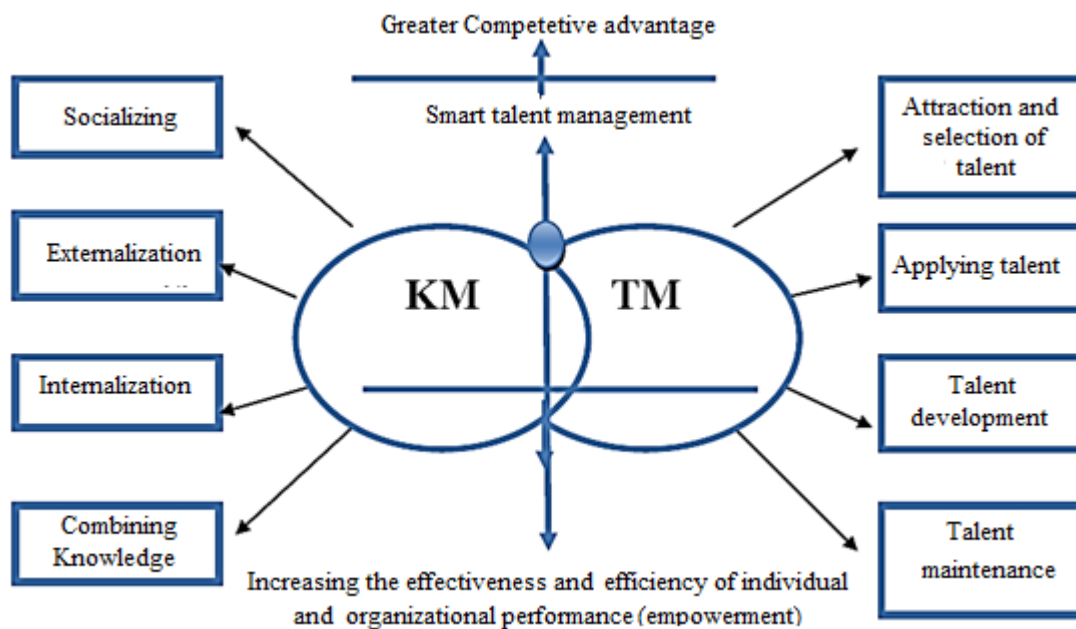 Greater Competetive advantage
Smart talent management
Socializing
Externalization
Internalization
Combining
Knowledge
KM
TM
Attraction and
selection of
talent
Applying talent
Talent
development
Talent
maintenance
Increasing the effectiveness and efficiency of individual
and organizational performance (empowerment)